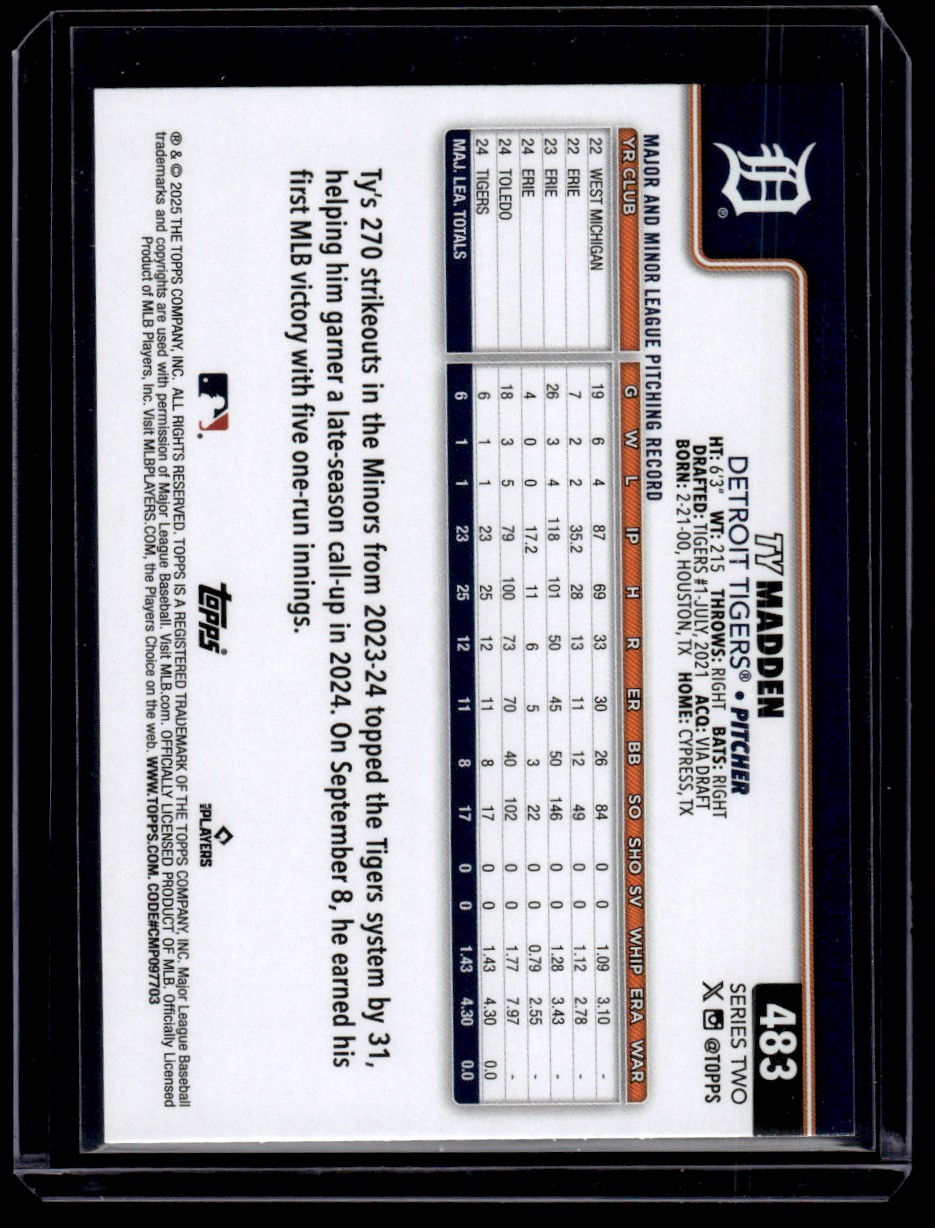 483
SERIES TWO
X @TOPPS
TY MADDEN
DETROIT TIGERS® • PITCHER
HT: 6'3" WT: 215 THROWS: RIGHT BATS: RIGHT
DRAFTED: TIGERS #1-JULY, 2021 ACQ: VIA DRAFT
BORN: 2-21-00, HOUSTON, TX HOME: CYPRESS, TX
D ®
MAJOR AND MINOR LEAGUE PITCHING RECORD
YR CLUB G W L IP H R ER BB SO SHO SV WHIP ERA WAR
22 WEST MICHIGAN 19 6 4 87 69 33 30 26 84 0 0 1.09 3.10 -
22 ERIE 7 2 2 35.2 28 13 11 12 49 0 0 1.12 2.78 -
23 ERIE 26 3 4 118 101 50 45 50 146 0 0 1.28 3.43 -
24 ERIE 4 0 0 17.2 11 6 5 3 22 0 0 0.79 2.55 -
24 TOLEDO 18 3 5 79 100 73 70 40 102 0 0 1.77 7.97 -
24 TIGERS 6 1 1 23 25 12 11 8 17 0 0 1.43 4.30 0.0
MAJ. LEA. TOTALS 6 1 1 23 25 12 11 8 17 0 0 1.43 4.30 0.0
Ty's 270 strikeouts in the Minors from 2023-24 topped the Tigers system by 31,
helping him garner a late-season call-up in 2024. On September 8, he earned his
first MLB victory with five one-run innings.
topps
MLB PLAYERS
® & © 2025 THE TOPPS COMPANY, INC. ALL RIGHTS RESERVED. TOPPS IS A REGISTERED TRADEMARK OF THE TOPPS COMPANY, INC. Major League Baseball
trademarks and copyrights are used with permission of Major League Baseball. Visit MLB.com. OFFICIALLY LICENSED PRODUCT OF MLB. Officially Licensed
Product of MLB Players, Inc. Visit MLBPLAYERS.COM, the Players Choice on the web. WWW.TOPPS.COM. CODE#CMP097703